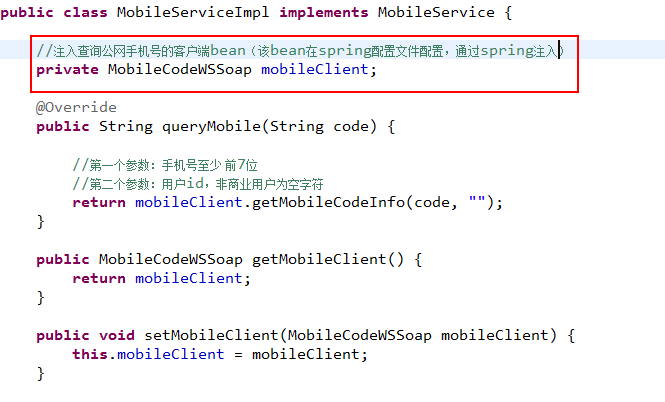 public class MobileServiceImpl implements MobileService {
//注入查询公网手机号的客户端bean（该bean在spring配置文件配置，通过spring注入）
private MobileCodeWSSoap mobileClient;
@Override
public String queryMobile(String code) {
//第一个参数：手机号至少 前7位
//第二个参数：用户id，非商业用户为空字符
return mobileClient.getMobileCodeInfo(code, "");
}
public MobileCodeWSSoap getMobileClient() {
return mobileClient;
}
public void setMobileClient(MobileCodeWSSoap mobileClient) {
this.mobileClient = mobileClient;
}